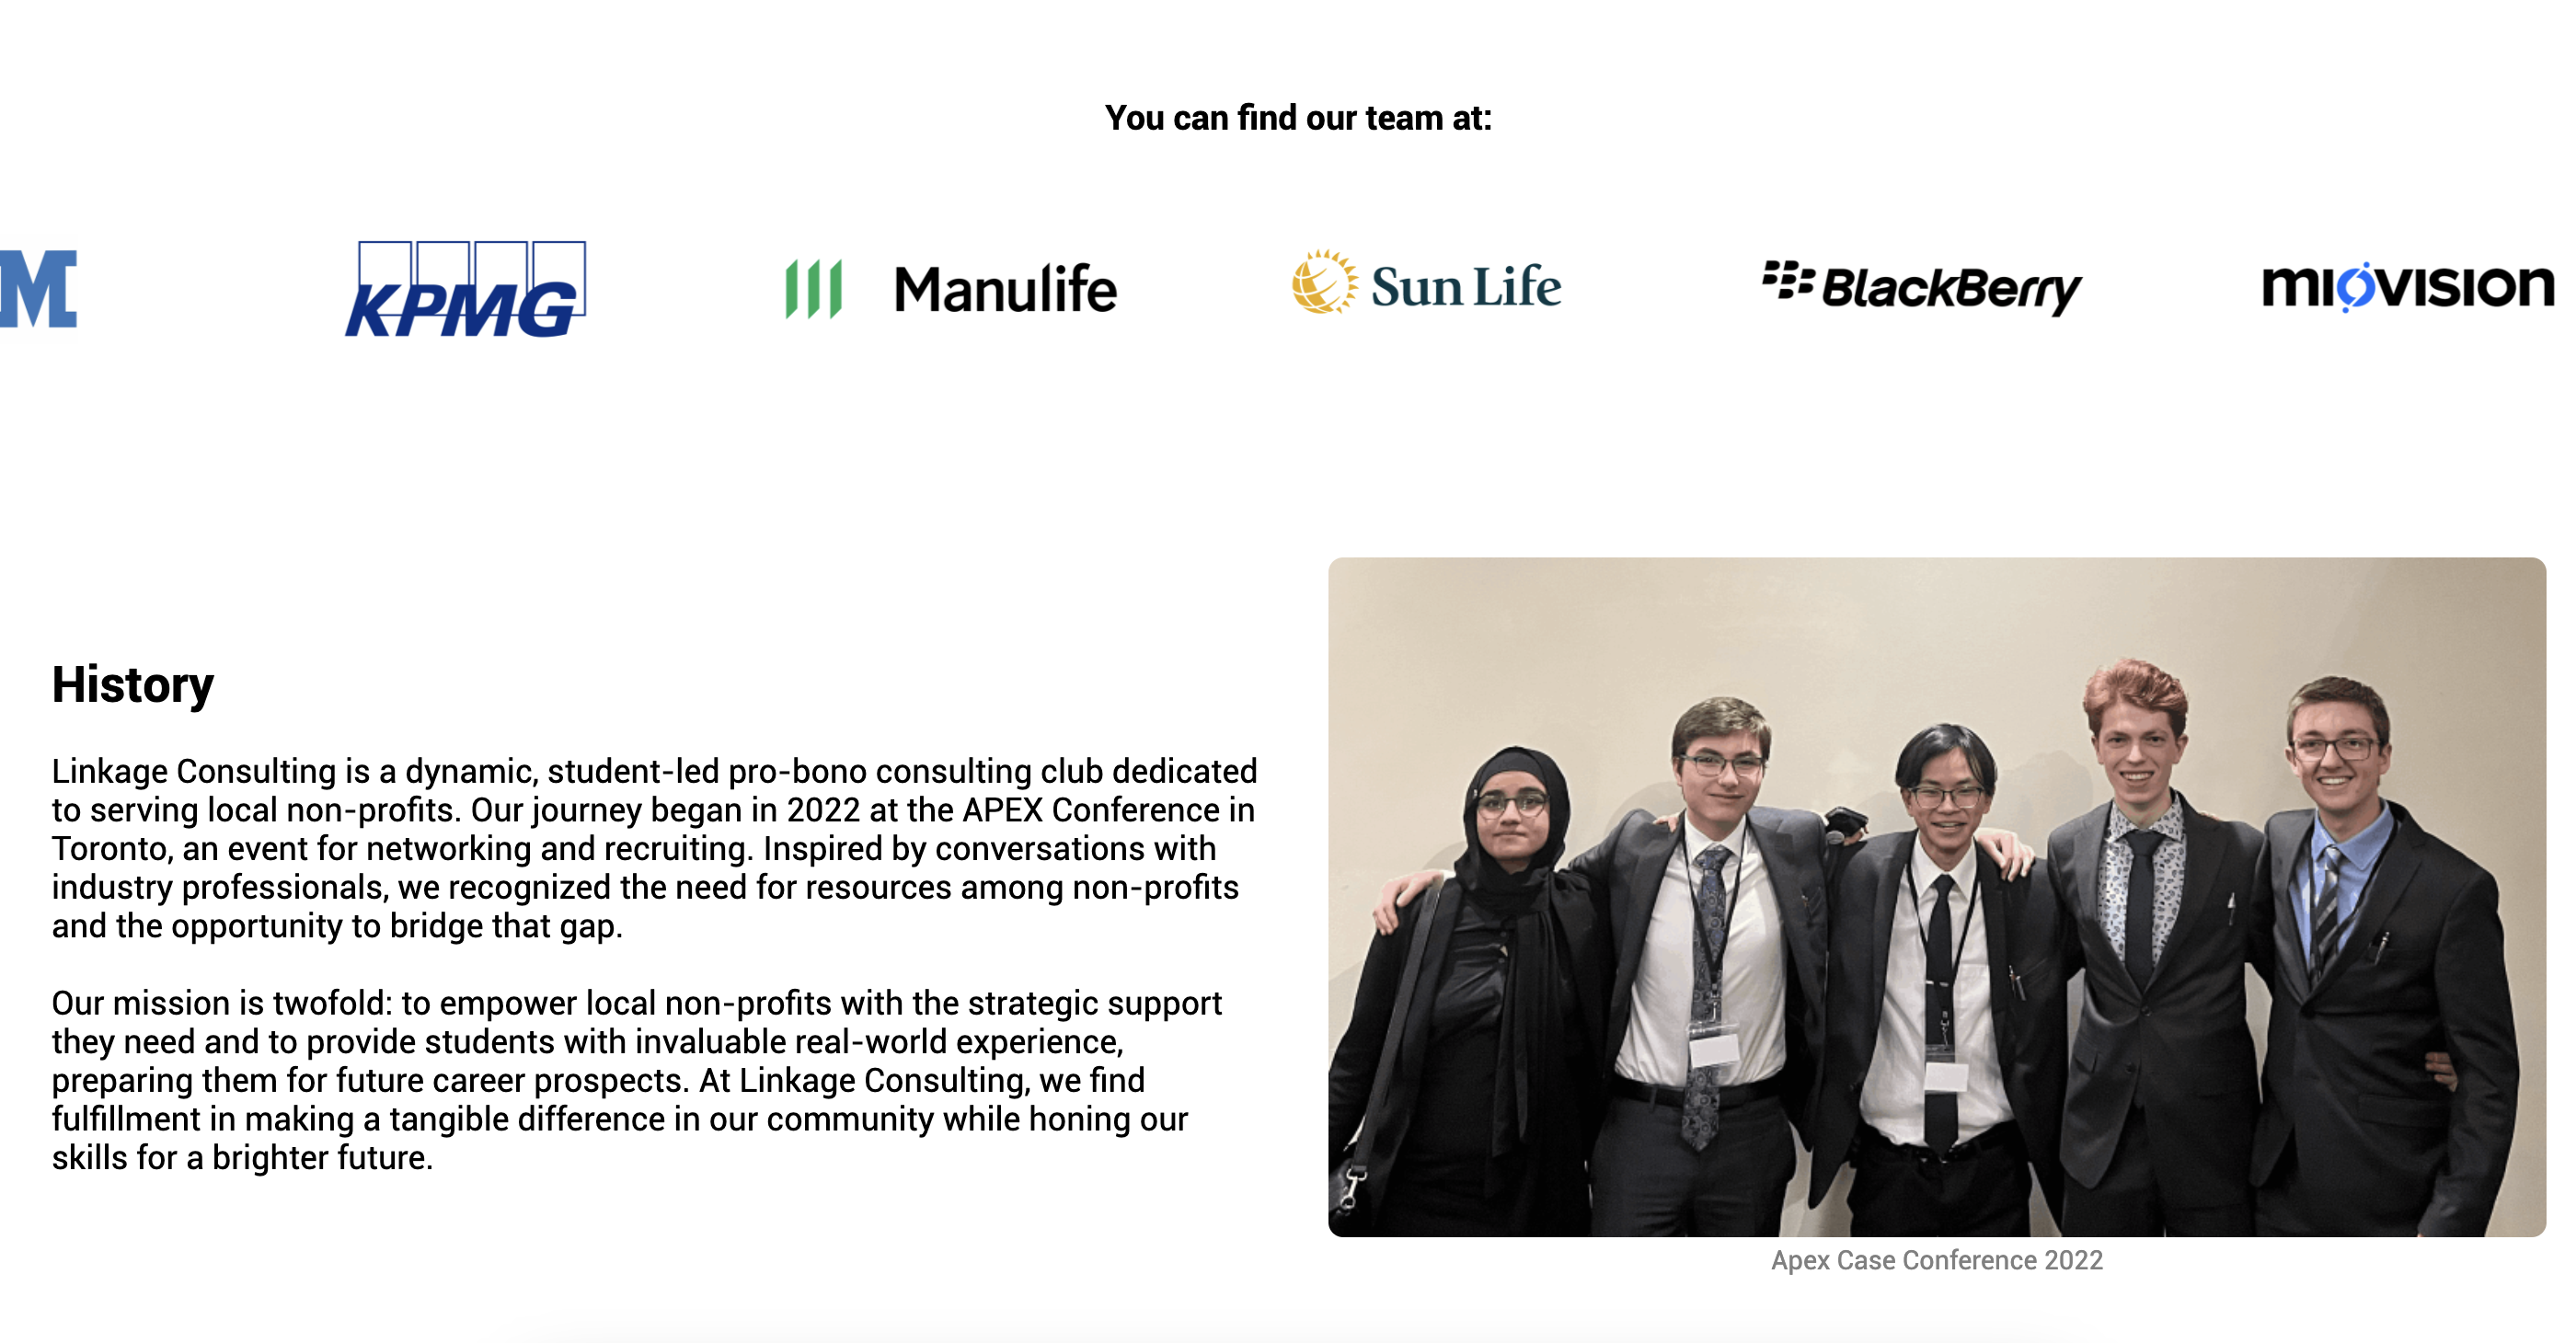 You can find our team at:
M
KPMG
Manulife
Sun Life
BlackBerry
MIOVISION
History
Linkage Consulting is a dynamic, student-led pro-bono consulting club dedicated
to serving local non-profits. Our journey began in 2022 at the APEX Conference in
Toronto, an event for networking and recruiting. Inspired by conversations with
industry professionals, we recognized the need for resources among non-profits
and the opportunity to bridge that gap.
Our mission is twofold: to empower local non-profits with the strategic support
they need and to provide students with invaluable real-world experience,
preparing them for future career prospects. At Linkage Consulting, we find
fulfillment in making a tangible difference in our community while honing our
skills for a brighter future.
Apex Case Conference 2022